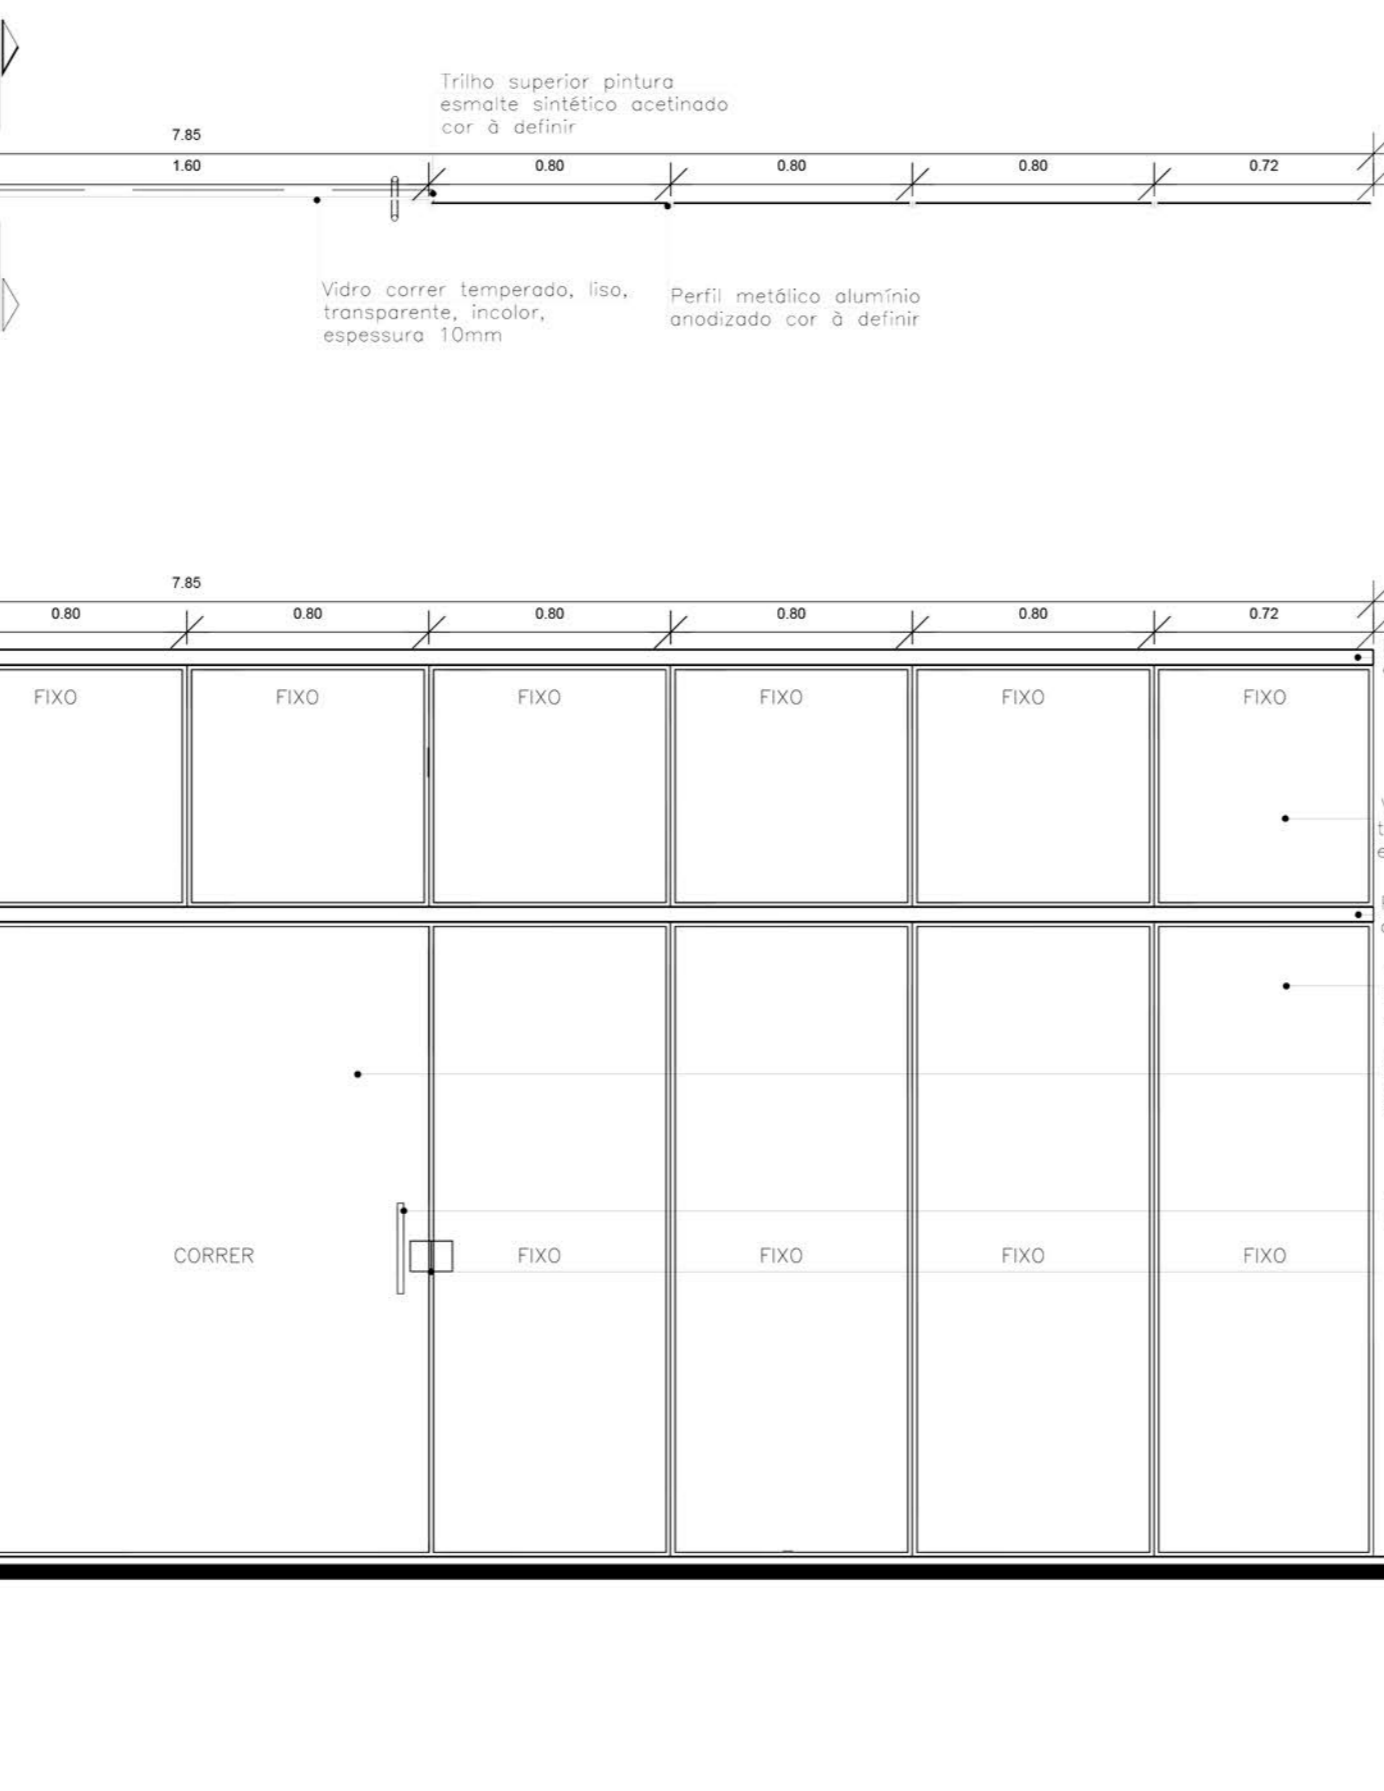 Trilho superior pintura
esmalte sintético acetinado
cor à definir
7.85
1.60 0.80 0.80 0.80 0.72
Vidro correr temperado, liso,
transparente, incolor,
espessura 10mm
Perfil metálico alumínio
anodizado cor à definir
7.85
0.80 0.80 0.80 0.80 0.80 0.72
FIXO FIXO FIXO FIXO FIXO FIXO
CORRER FIXO FIXO FIXO FIXO